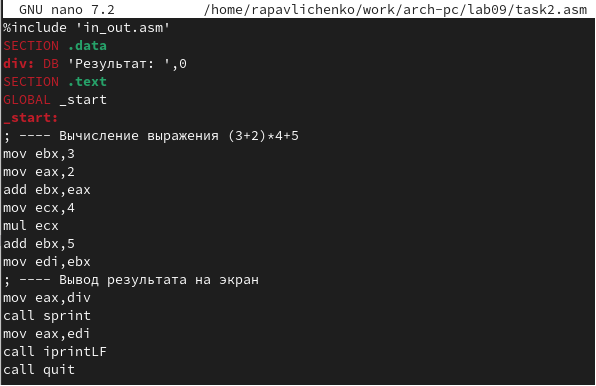 GNU nano 7.2 /home/rapavlichenko/work/arch-pc/lab09/task2.asm
%include 'in_out.asm'
SECTION .data
div: DB 'Результат: ',0
SECTION .text
GLOBAL _start
_start:
; ---- Вычисление выражения (3+2)*4+5
mov ebx,3
mov eax,2
add ebx,eax
mov ecx,4
mul ecx
add ebx,5
mov edi,ebx
; ---- Вывод результата на экран
mov eax,div
call sprint
mov eax,edi
call iprintLF
call quit